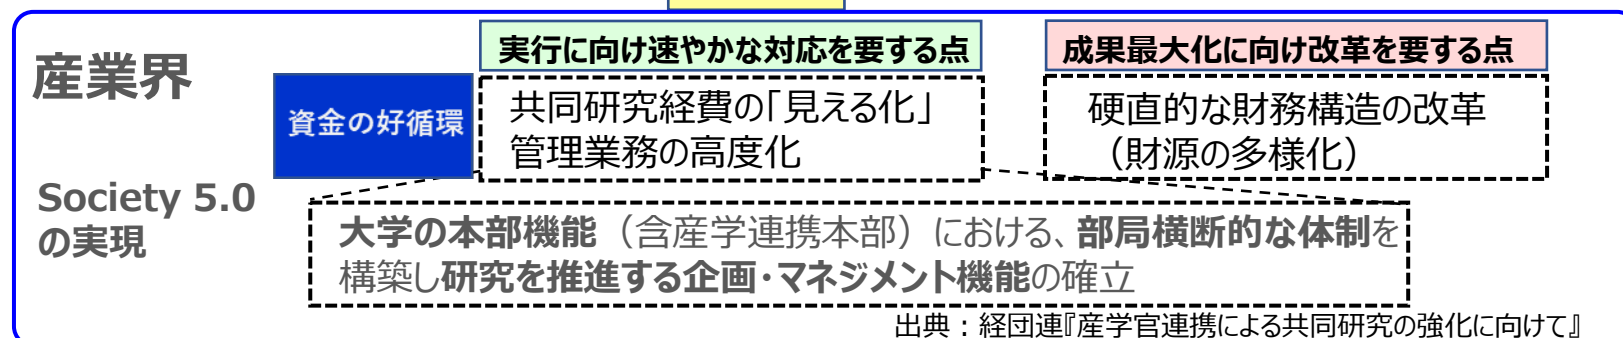 産業界
実行に向け速やかな対応を要する点
成果最大化に向け改革を要する点
資金の好循環
共同研究経費の「見える化」
管理業務の高度化
硬直的な財務構造の改革
（財源の多様化）
Society 5.0
の実現
大学の本部機能（含産学連携本部）における、部局横断的な体制を
構築し研究を推進する企画・マネジメント機能の確立
出典：経団連『産学官連携による共同研究の強化に向けて』